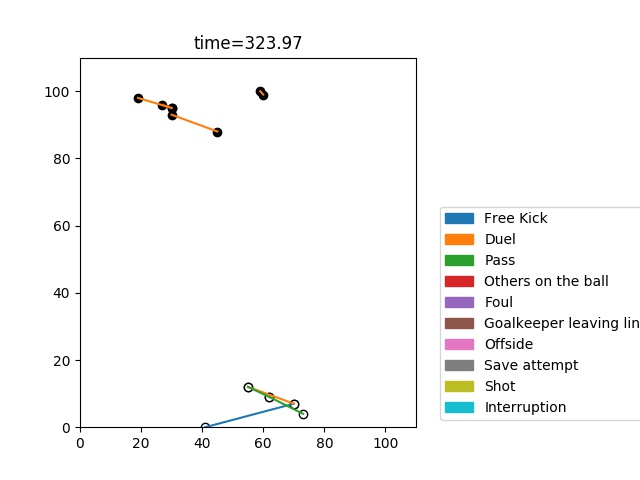 time=323.97
100
80
60
40
20
0
0 20 40 60 80 100
Free Kick
Duel
Pass
Others on the ball
Foul
Goalkeeper leaving lin
Offside
Save attempt
Shot
Interruption